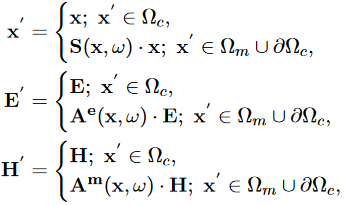 x′ = { x; x′ ∈ Ω_c,
S(x, ω) · x; x′ ∈ Ω_m ∪ ∂Ω_c,
E′ = { E; x′ ∈ Ω_c,
A^e(x, ω) · E; x′ ∈ Ω_m ∪ ∂Ω_c,
H′ = { H; x′ ∈ Ω_c,
A^m(x, ω) · H; x′ ∈ Ω_m ∪ ∂Ω_c,